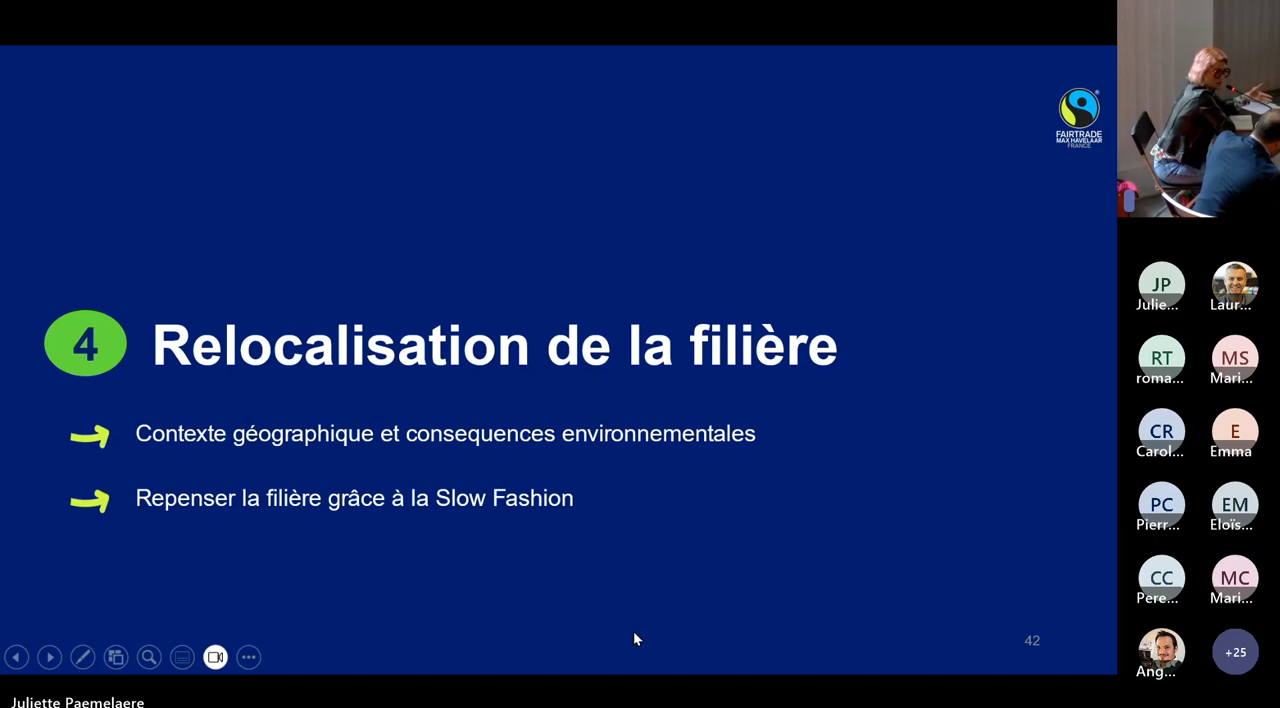 FAIRTRADE
MAX HAVELAAR
FRANCE
4 Relocalisation de la filière
Contexte géographique et consequences environnementales
Repenser la filière grâce à la Slow Fashion
42
Juliette Paemelaere
JP
Julie...
Laur...
RT
roma...
MS
Mari...
CR
Carol...
E
Emma
PC
Pierr...
EM
Eloïs...
CC
Pere...
MC
Mari...
Ang...
+25